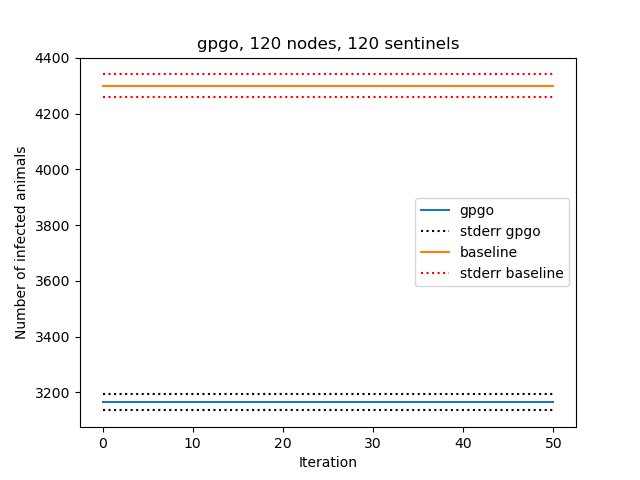 gpgo, 120 nodes, 120 sentinels
4400
4200
4000
3800
3600
3400
3200
Number of infected animals
gpgo
stderr gpgo
baseline
stderr baseline
0 10 20 30 40 50
Iteration